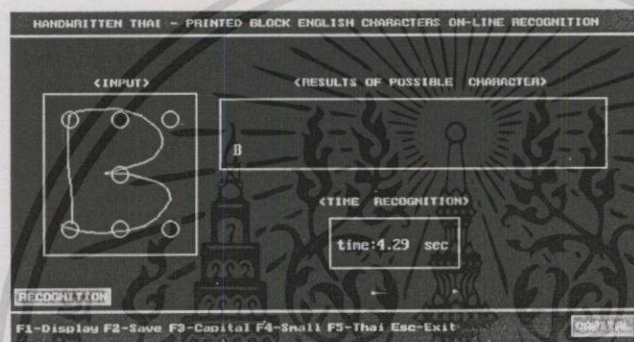 HANDWRITTEN THAI - PRINTED BLOCK ENGLISH CHARACTERS ON-LINE RECOGNITION
<INPUT>
<RESULTS OF POSSIBLE CHARACTER>
B
<TIME RECOGNITION>
time:4.29 sec
RECOGNITION
F1-Display F2-Save F3-Capital F4-Small F5-Thai Esc-Exit
CAPITAL